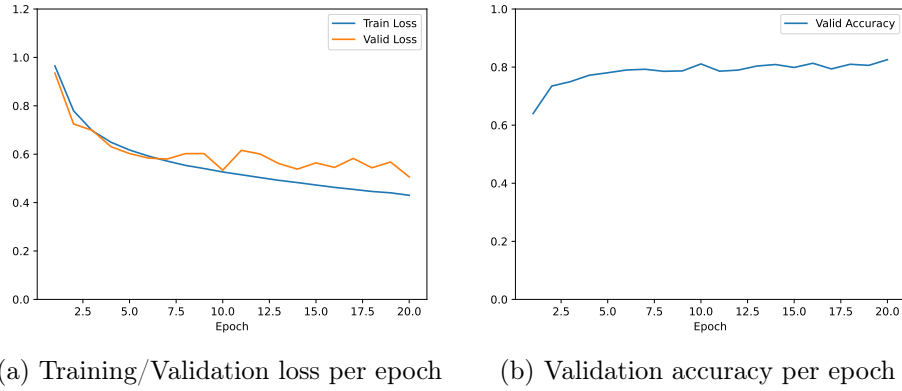 1.2
1.0
0.8
0.6
0.4
0.2
0.0
2.5 5.0 7.5 10.0 12.5 15.0 17.5 20.0
Epoch
Train Loss
Valid Loss
1.0
0.8
0.6
0.4
0.2
0.0
2.5 5.0 7.5 10.0 12.5 15.0 17.5 20.0
Epoch
Valid Accuracy
a) Training/Validation loss per epoch
(b) Validation accuracy per epoch